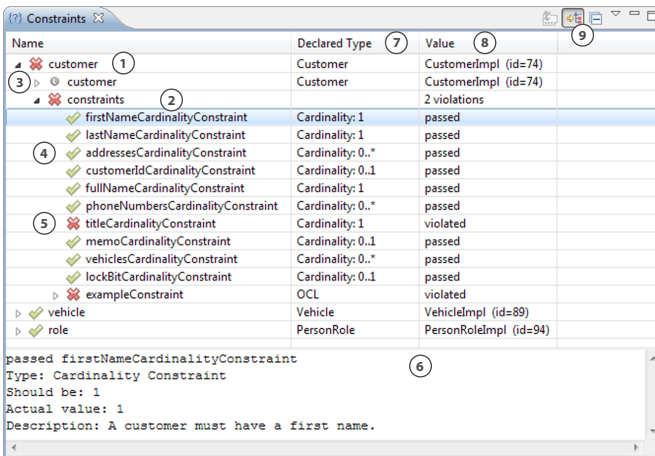 {?} Constraints
9
Name Declared Type 7 Value 8
customer 1 Customer CustomerImpl (id=74)
3 customer Customer CustomerImpl (id=74)
constraints 2 2 violations
firstNameCardinalityConstraint Cardinality: 1 passed
lastNameCardinalityConstraint Cardinality: 1 passed
4 addressesCardinalityConstraint Cardinality: 0..* passed
customerIdCardinalityConstraint Cardinality: 0..1 passed
fullNameCardinalityConstraint Cardinality: 1 passed
phoneNumbersCardinalityConstraint Cardinality: 0..* passed
5 titleCardinalityConstraint Cardinality: 1 violated
memoCardinalityConstraint Cardinality: 0..1 passed
vehiclesCardinalityConstraint Cardinality: 0..* passed
lockBitCardinalityConstraint Cardinality: 0..1 passed
exampleConstraint OCL violated
vehicle Vehicle VehicleImpl (id=89)
role PersonRole PersonRoleImpl (id=94)
passed firstNameCardinalityConstraint 6
Type: Cardinality Constraint
Should be: 1
Actual value: 1
Description: A customer must have a first name.